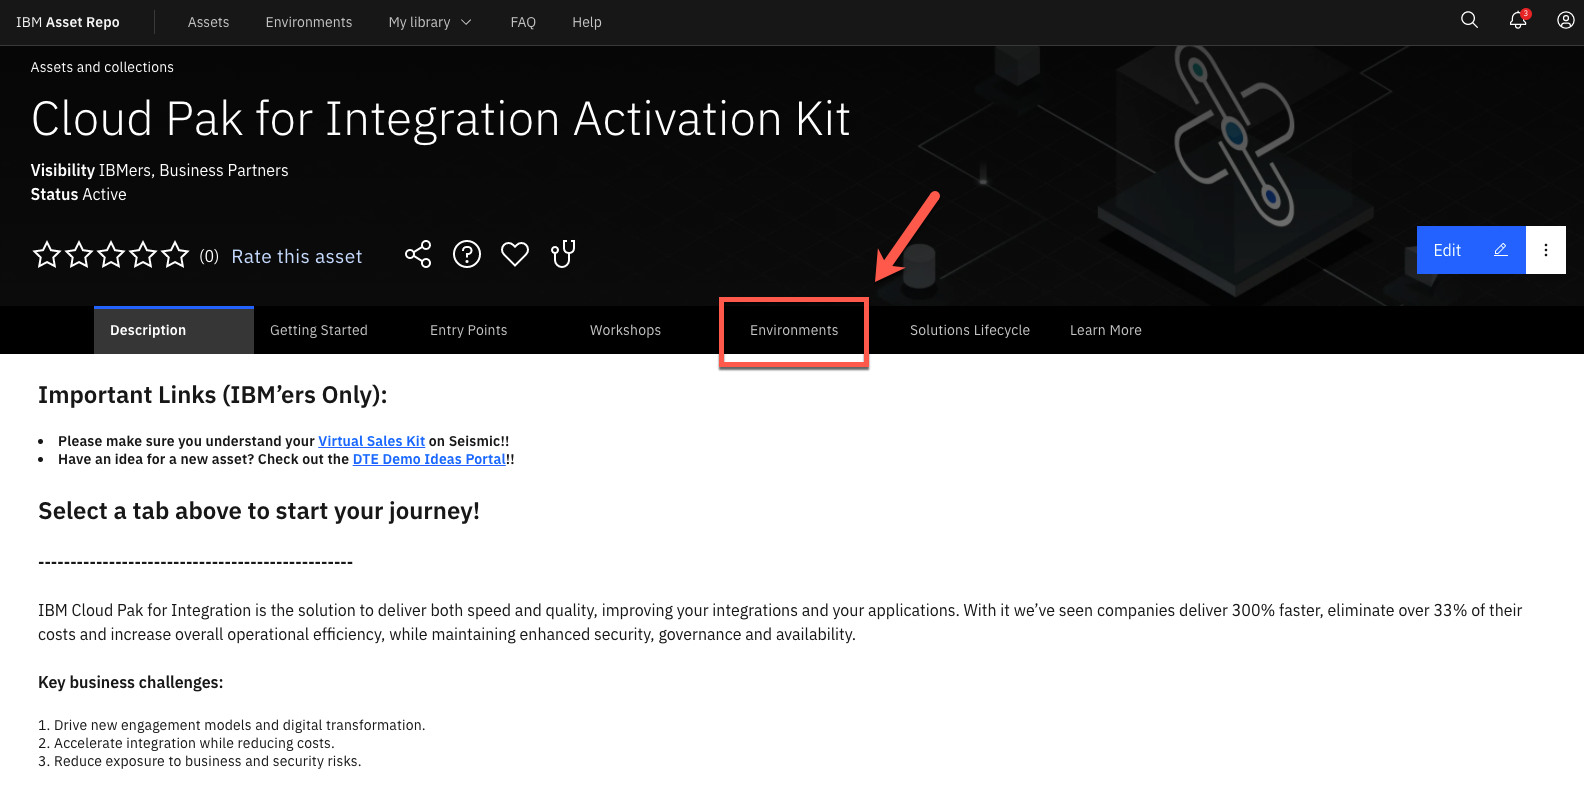 IBM Asset Repo Assets Environments My library FAQ Help 3
Assets and collections
Cloud Pak for Integration Activation Kit
Visibility IBMers, Business Partners
Status Active
(0) Rate this asset
Edit
Description Getting Started Entry Points Workshops Environments Solutions Lifecycle Learn More
Important Links (IBM’ers Only):
• Please make sure you understand your Virtual Sales Kit on Seismic!!
• Have an idea for a new asset? Check out the DTE Demo Ideas Portal!!
Select a tab above to start your journey!
-------------------------------------------------
IBM Cloud Pak for Integration is the solution to deliver both speed and quality, improving your integrations and your applications. With it we’ve seen companies deliver 300% faster, eliminate over 33% of their
costs and increase overall operational efficiency, while maintaining enhanced security, governance and availability.
Key business challenges:
1. Drive new engagement models and digital transformation.
2. Accelerate integration while reducing costs.
3. Reduce exposure to business and security risks.